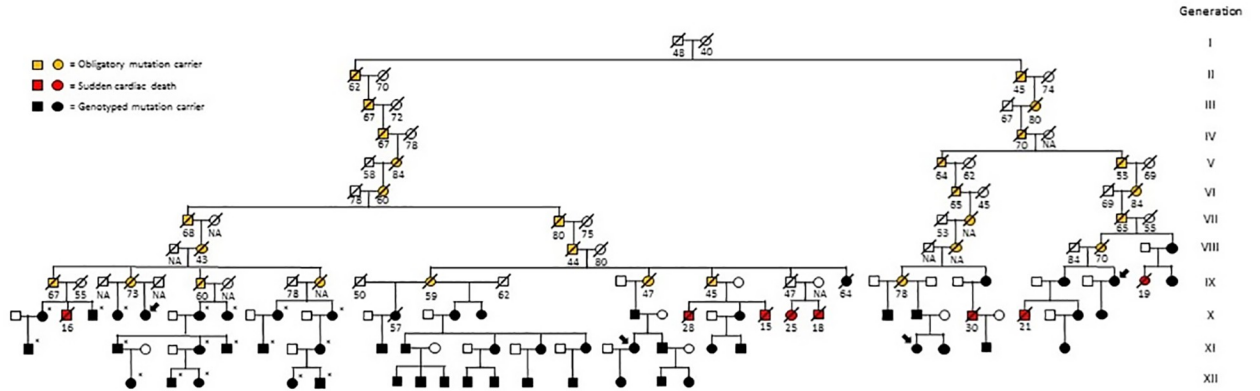 Generation
48 40 I
= Obligatory mutation carrier
= Sudden cardiac death
= Genotyped mutation carrier
62 70 45 74 II
67 72 67 80 III
67 78 70 NA IV
58 84 64 62 53 69 V
78 60 65 45 69 84 VI
68 NA 80 75 53 NA 65 55 VII
NA 43 44 80 NA NA 84 70 VIII
67 55 NA 73 NA 60 NA 78 NA 50 59 62 47 45 47 NA 64 78 19 IX
16 57 28 15 25 18 30 21 X
XI
XII